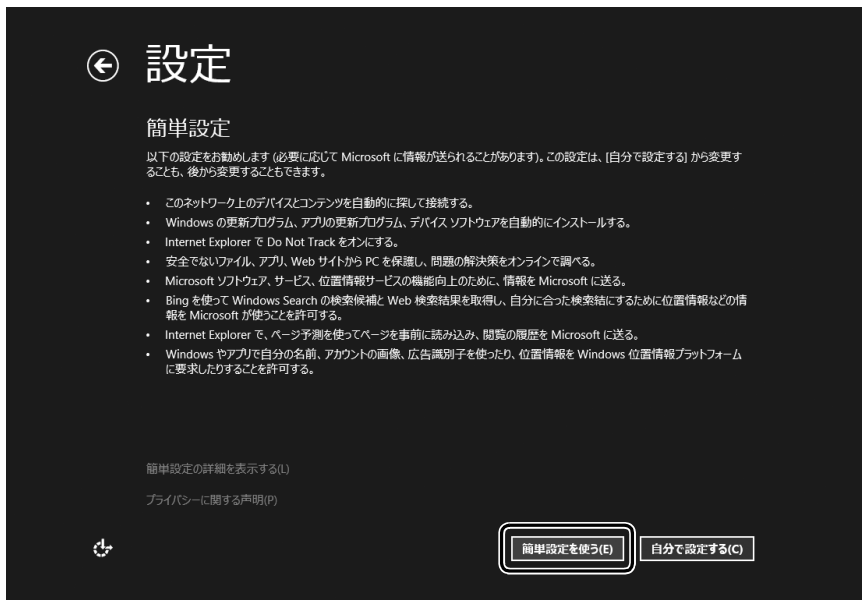 設定
簡単設定
以下の設定をお勧めします (必要に応じて Microsoft に情報が送られることがあります)。この設定は、[自分で設定する] から変更す
ることも、後から変更することもできます。
• このネットワーク上のデバイスとコンテンツを自動的に探して接続する。
• Windows の更新プログラム、アプリの更新プログラム、デバイス ソフトウェアを自動的にインストールする。
• Internet Explorer で Do Not Track をオンにする。
• 安全でないファイル、アプリ、Web サイトから PC を保護し、問題の解決策をオンラインで調べる。
• Microsoft ソフトウェア、サービス、位置情報サービスの機能向上のために、情報を Microsoft に送る。
• Bing を使って Windows Search の検索候補と Web 検索結果を取得し、自分に合った検索結にするために位置情報などの情
報を Microsoft が使うことを許可する。
• Internet Explorer で、ページ予測を使ってページを事前に読み込み、閲覧の履歴を Microsoft に送る。
• Windows やアプリで自分の名前、アカウントの画像、広告識別子を使ったり、位置情報を Windows 位置情報プラットフォーム
に要求したりすることを許可する。
簡単設定の詳細を表示する(L)
プライバシーに関する声明(P)
簡単設定を使う(E)
自分で設定する(C)